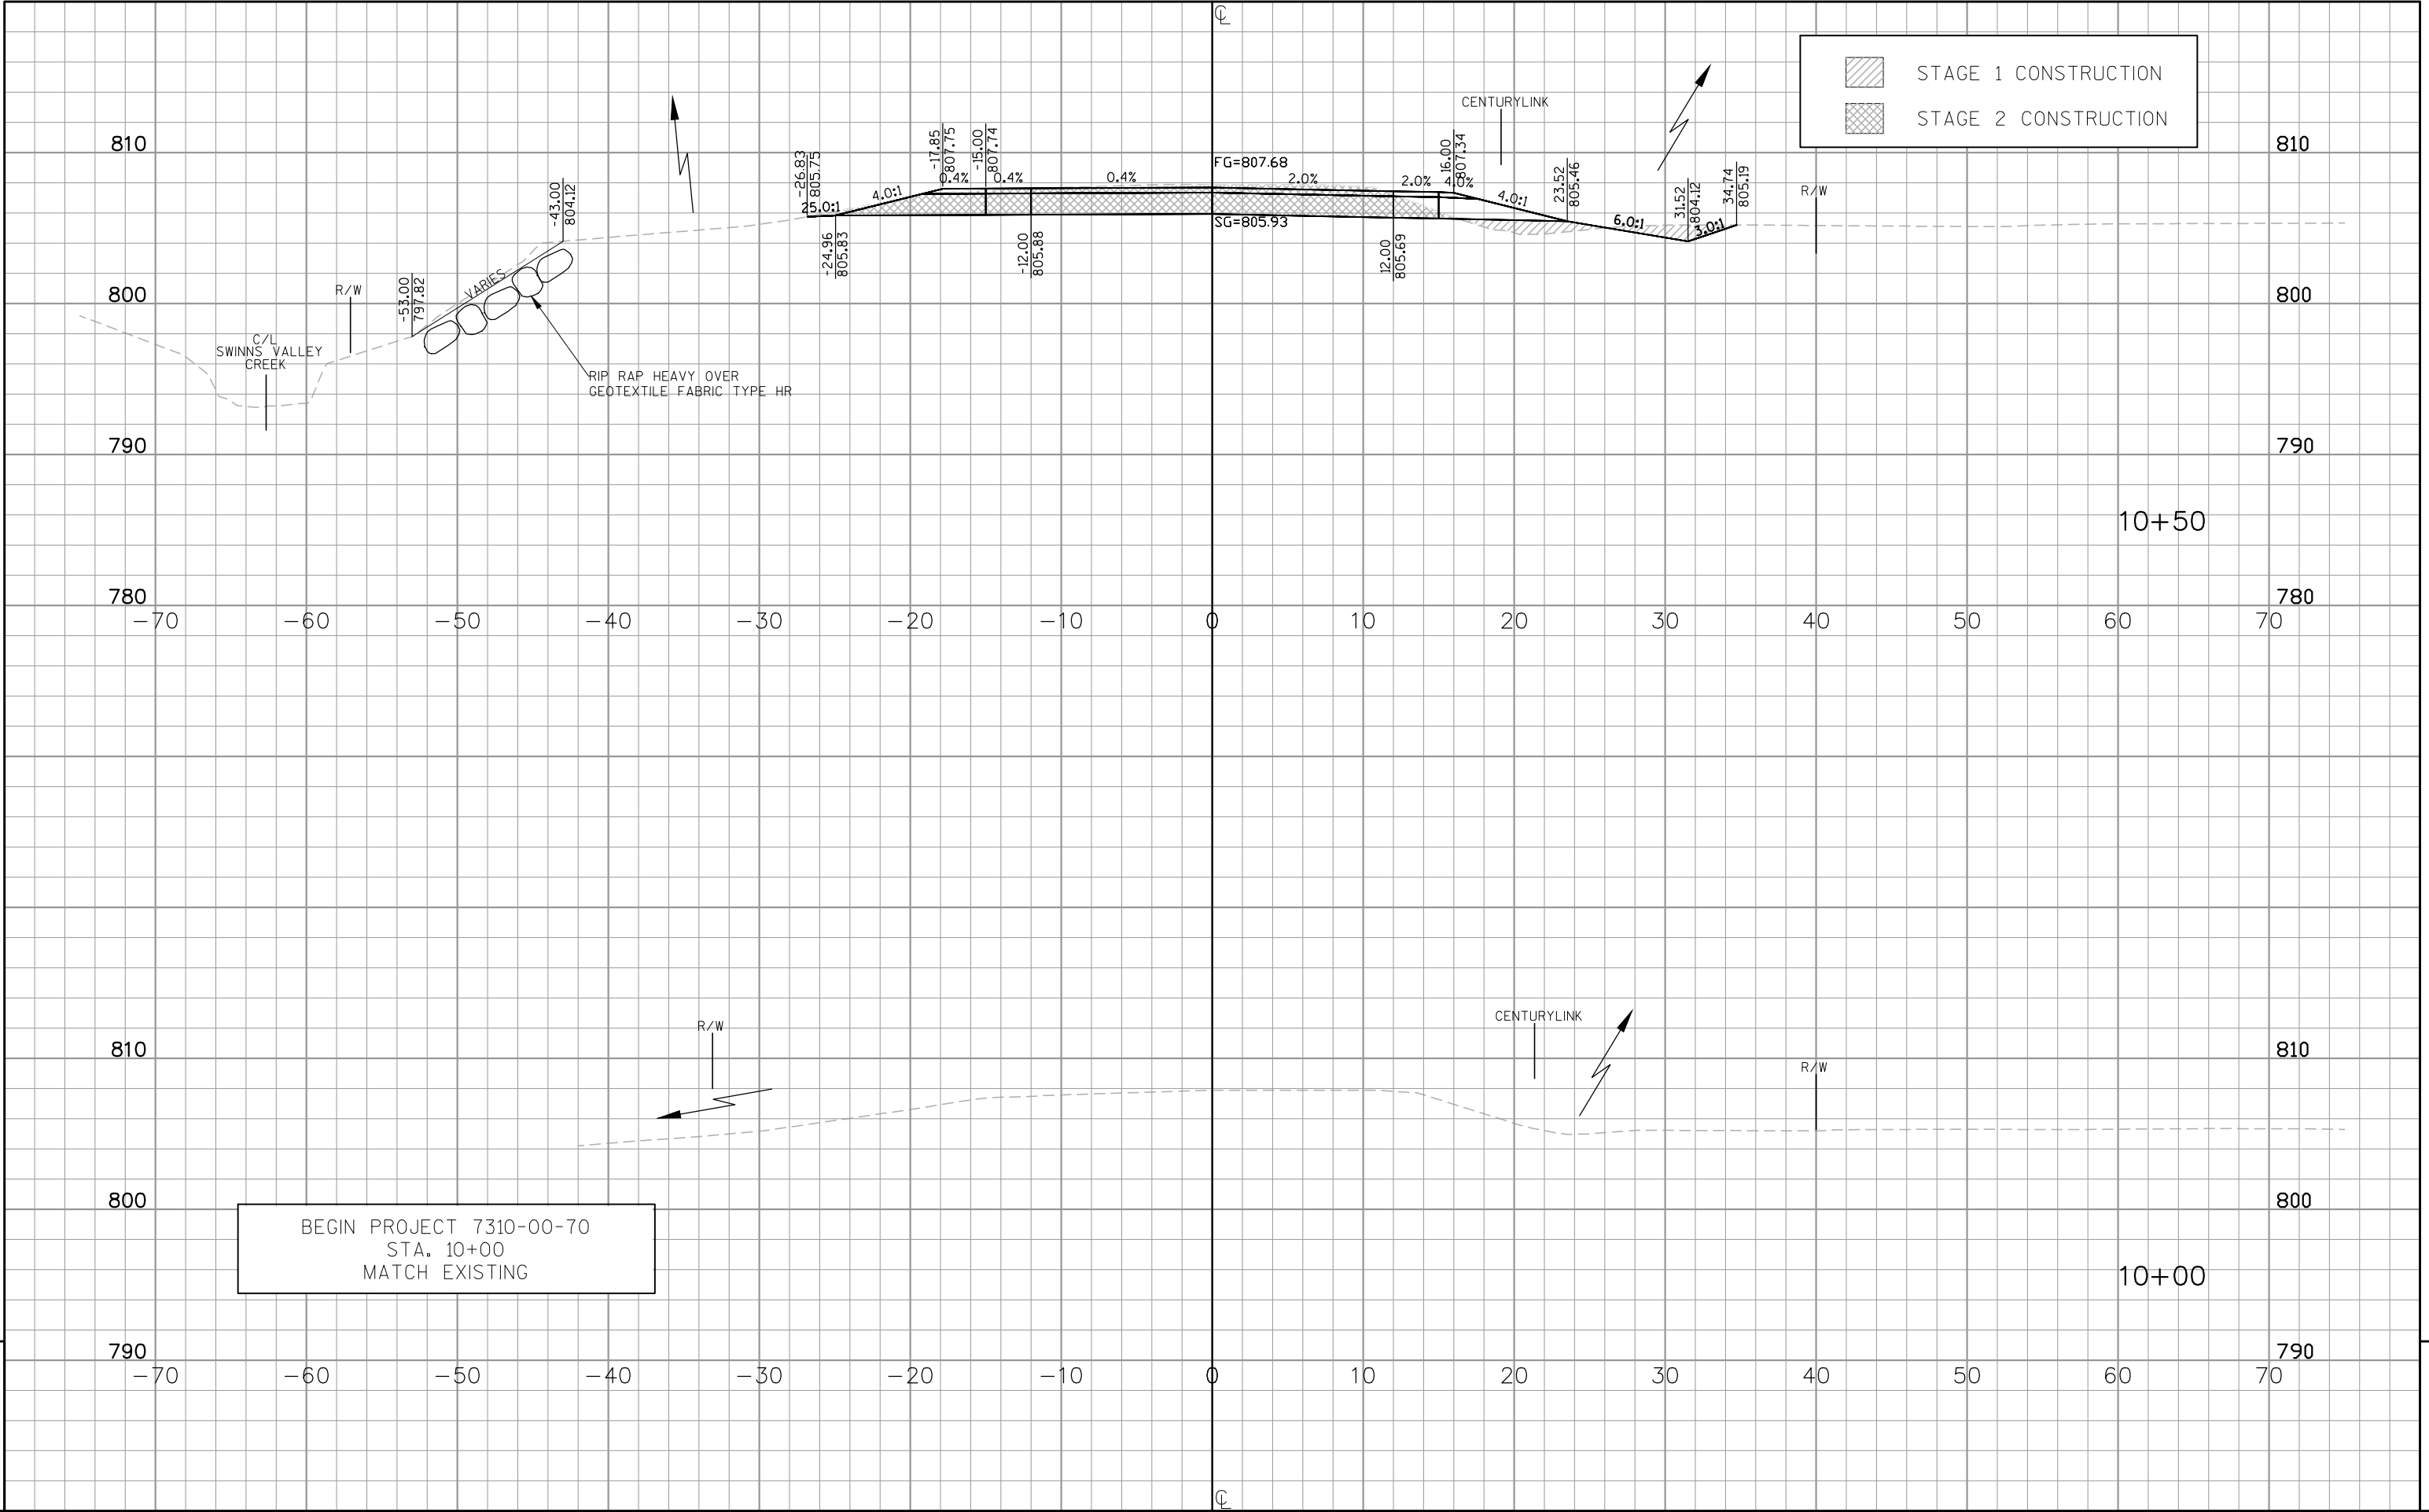 CL
STAGE 1 CONSTRUCTION
STAGE 2 CONSTRUCTION
CENTURYLINK
810
810
-43.00
804.12
-26.83
805.75
-17.85
807.75
-15.00
807.74
16.00
807.34
23.52
805.46
31.52
804.12
34.74
805.19
R/W
FG=807.68
25.0:1
4.0:1
0.4%
0.4%
0.4%
2.0%
2.0%
4.0%
4.0:1
6.0:1
3.0:1
SG=805.93
-24.96
805.83
-12.00
805.88
12.00
805.69
-53.00
797.82
VARIES
R/W
800
800
C/L
SWINNS VALLEY
CREEK
RIP RAP HEAVY OVER
GEOTEXTILE FABRIC TYPE HR
790
790
10+50
780
780
-70 -60 -50 -40 -30 -20 -10 0 10 20 30 40 50 60 70
R/W
CENTURYLINK
810
810
R/W
800
800
BEGIN PROJECT 7310-00-70
STA. 10+00
MATCH EXISTING
10+00
790
790
-70 -60 -50 -40 -30 -20 -10 0 10 20 30 40 50 60 70
CL